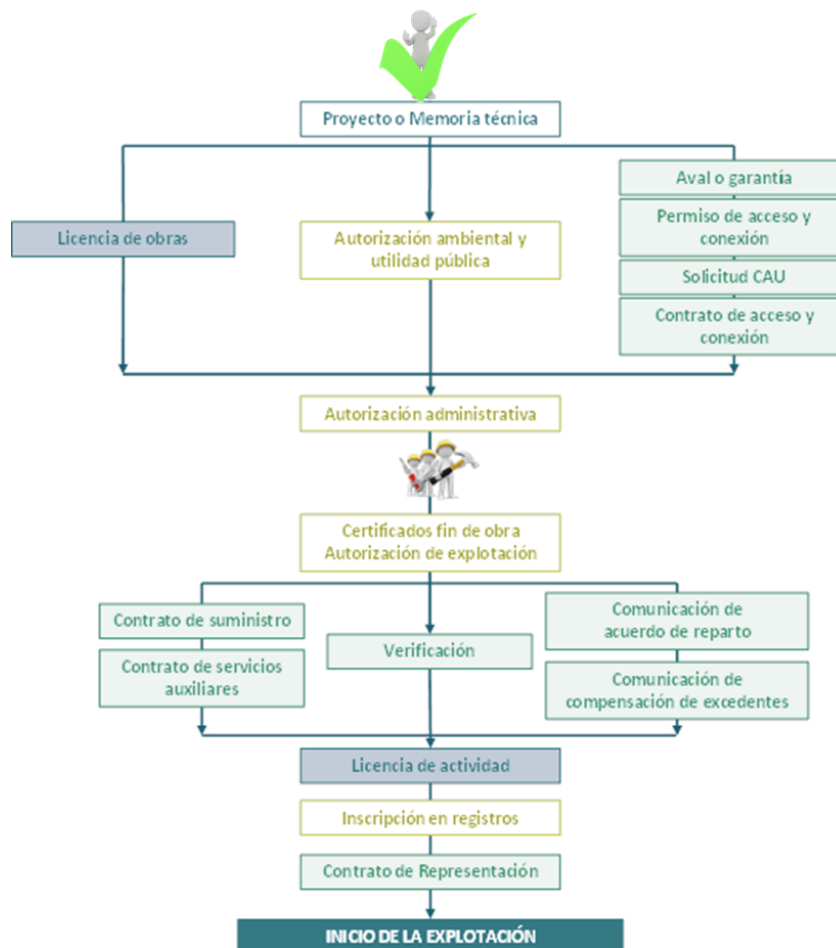 Proyecto o Memoria técnica
Licencia de obras
Autorización ambiental y
utilidad pública
Aval o garantía
Permiso de acceso y
conexión
Solicitud CAU
Contrato de acceso y
conexión
Autorización administrativa
Certificados fin de obra
Autorización de explotación
Contrato de suministro
Contrato de servicios
auxiliares
Verificación
Comunicación de
acuerdo de reparto
Comunicación de
compensación de excedentes
Licencia de actividad
Inscripción en registros
Contrato de Representación
INICIO DE LA EXPLOTACIÓN